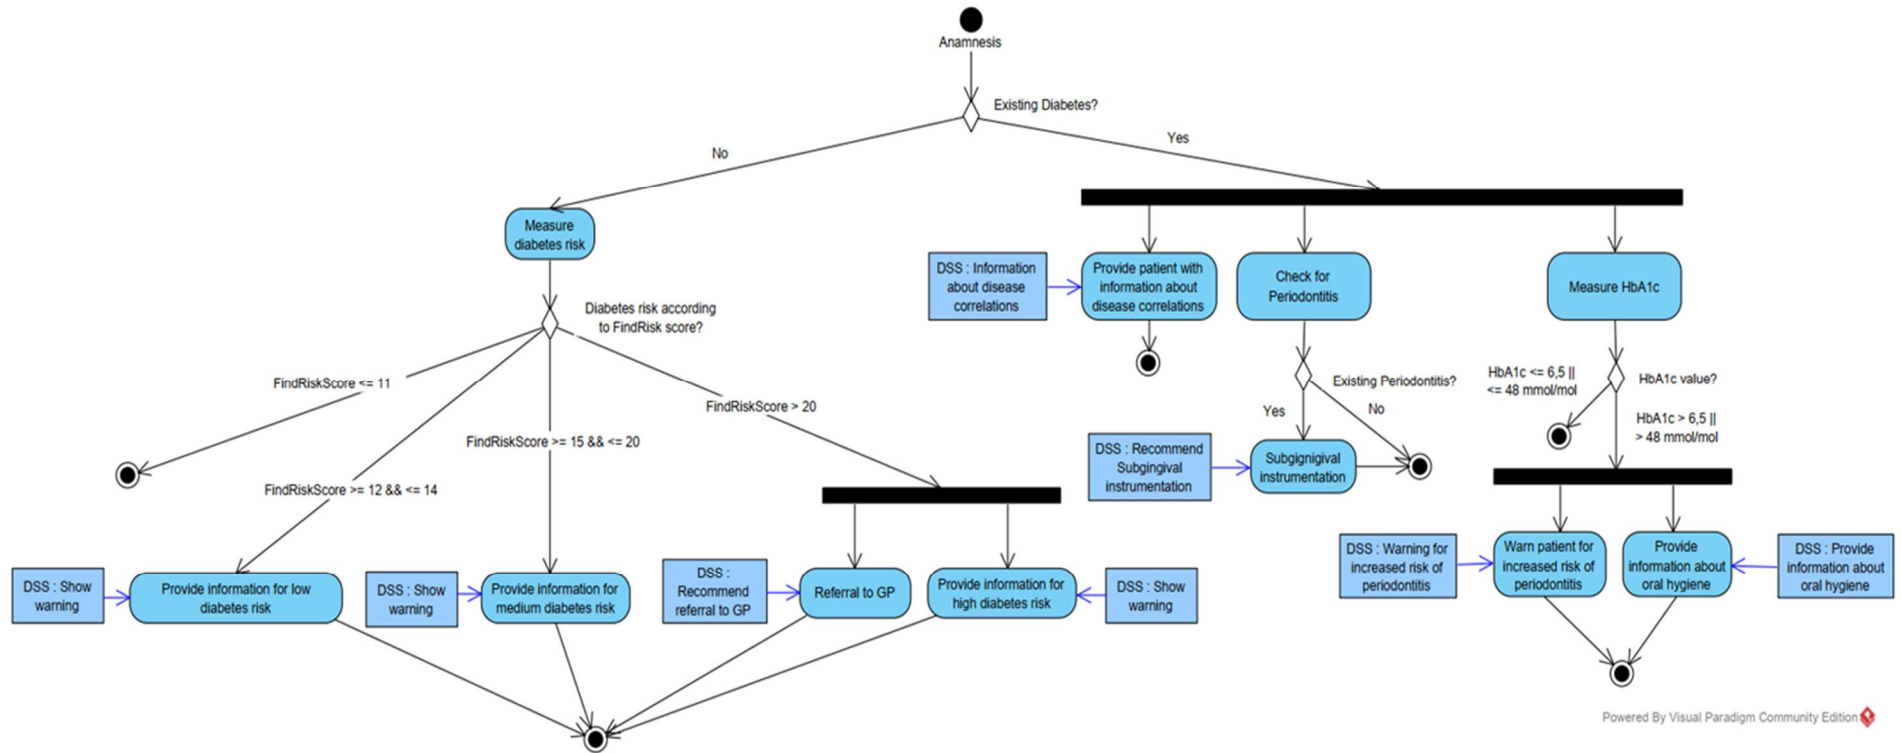 Anamnesis
Existing Diabetes?
No
Yes
Measure
diabetes risk
Diabetes risk according
to FindRisk score?
FindRiskScore <= 11
FindRiskScore >= 12 && <= 14
FindRiskScore >= 15 && <= 20
FindRiskScore > 20
DSS : Show
warning
Provide information for low
diabetes risk
DSS : Show
warning
Provide information for
medium diabetes risk
DSS :
Recommend
referral to GP
Referral to GP
Provide information for
high diabetes risk
DSS : Show
warning
DSS : Information
about disease
correlations
Provide patient with
information about
disease correlations
Check for
Periodontitis
Existing Periodontitis?
Yes
No
DSS : Recommend
Subgingival
instrumentation
Subgignigival
instrumentation
Measure HbA1c
HbA1c <= 6,5 ||
<= 48 mmol/mol
HbA1c value?
HbA1c > 6,5 ||
> 48 mmol/mol
DSS : Warning for
increased risk of
periodontitis
Warn patient for
increased risk of
periodontitis
Provide
information about
oral hygiene
DSS : Provide
information about
oral hygiene
Powered By Visual Paradigm Community Edition